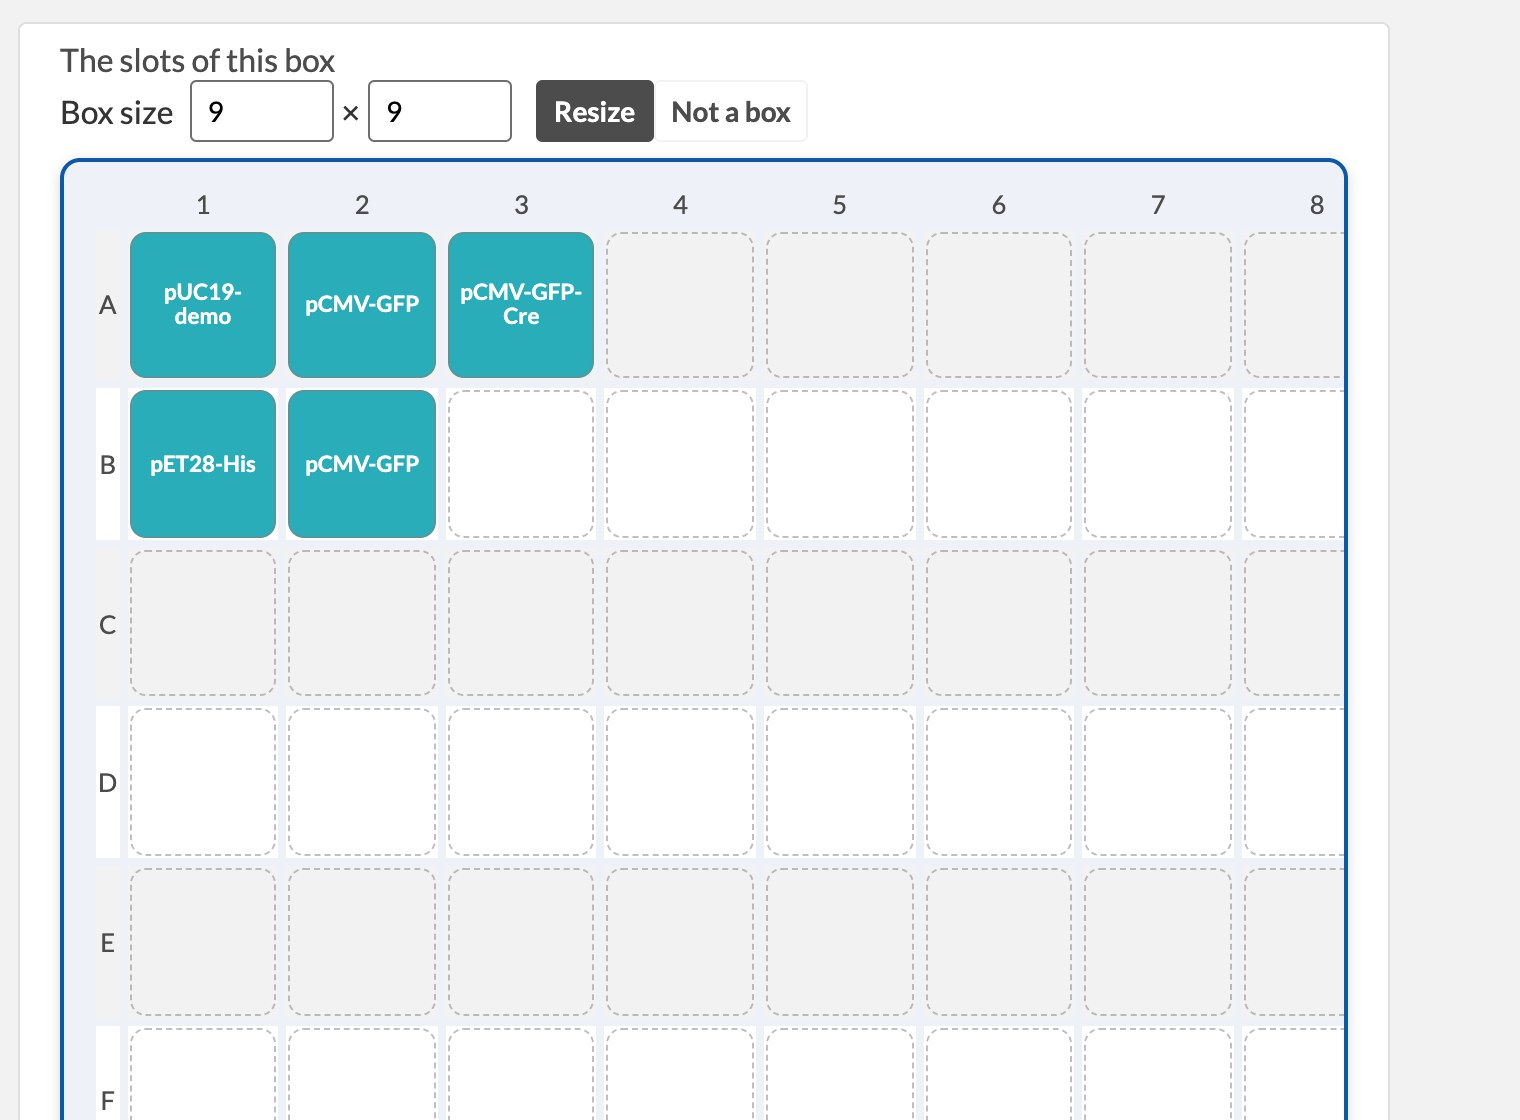 The slots of this box
Box size 9 × 9 Resize Not a box
1 2 3 4 5 6 7 8
A pUC19-demo pCMV-GFP pCMV-GFP-Cre
B pET28-His pCMV-GFP
C
D
E
F